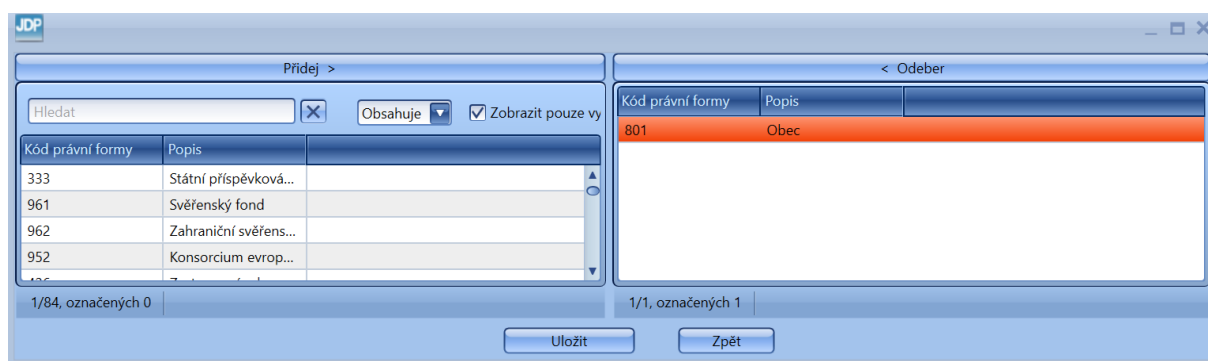 JDP
Přidej >
< Odeber
Hledat
Obsahuje
Zobrazit pouze vy
Kód právní formy Popis
333 Státní příspěvková...
961 Svěřenský fond
962 Zahraniční svěřens...
952 Konsorcium evrop...
1/84, označených 0
Kód právní formy Popis
801 Obec
1/1, označených 1
Uložit
Zpět